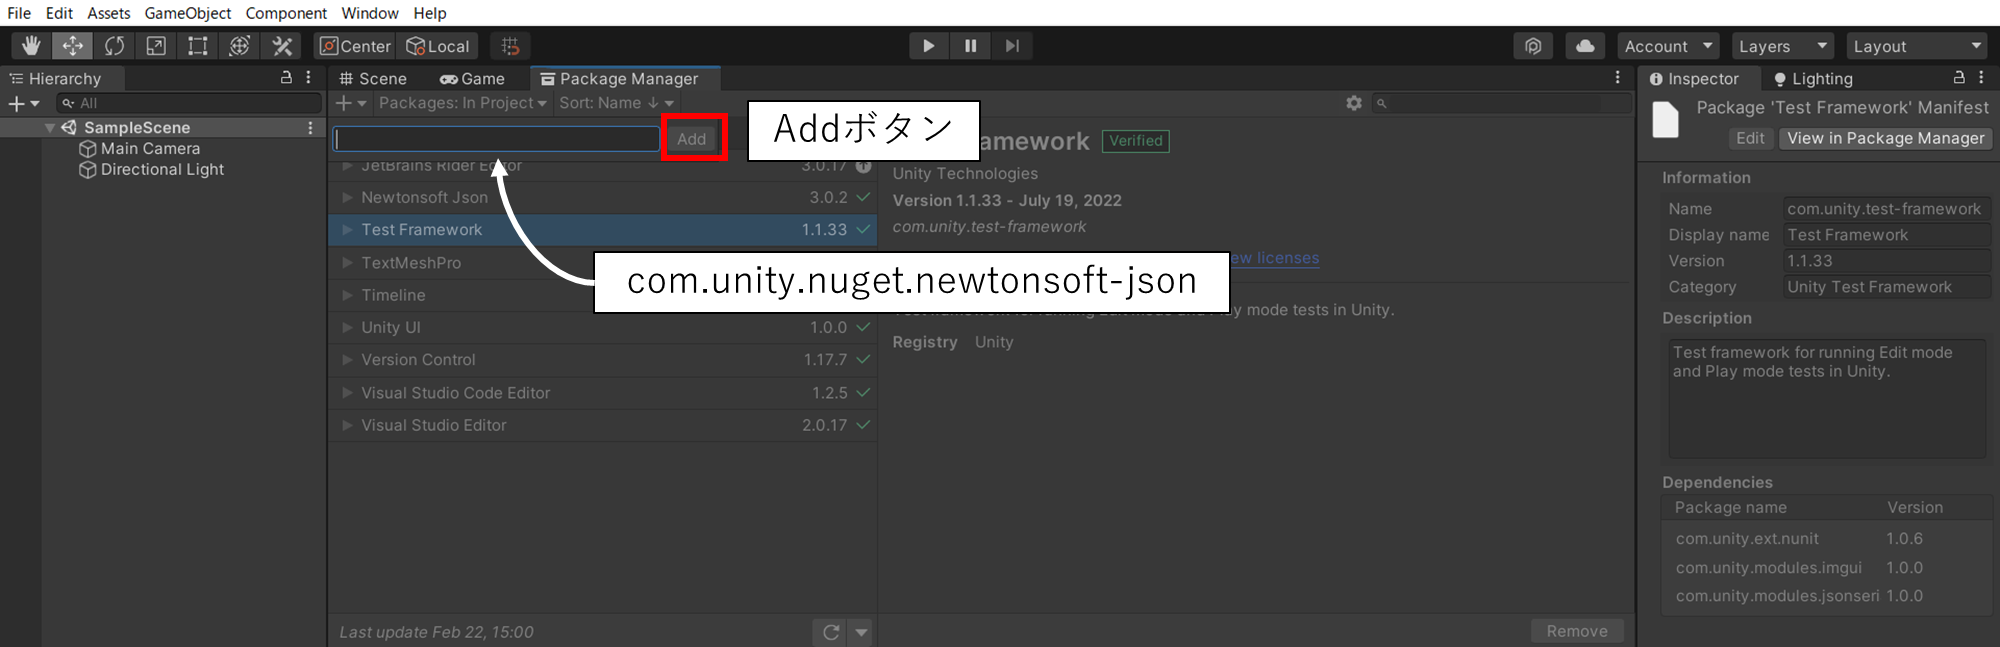 File Edit Assets GameObject Component Window Help
Center Local Account Layers Layout
Hierarchy
All
SampleScene
Main Camera
Directional Light
Scene Game Package Manager
Packages: In Project Sort: Name ↓
Add
Addボタン
JetBrains Rider Editor 3.0.17
Newtonsoft Json 3.0.2
Test Framework 1.1.33
TextMeshPro
Timeline
Unity UI 1.0.0
Version Control 1.17.7
Visual Studio Code Editor 1.2.5
Visual Studio Editor 2.0.17
com.unity.nuget.newtonsoft-json
Last update Feb 22, 15:00
amework Verified
Unity Technologies
Version 1.1.33 - July 19, 2022
com.unity.test-framework
ew licenses
y mode tests in Unity.
Registry Unity
Remove
Inspector Lighting
Package 'Test Framework' Manifest
Edit View in Package Manager
Information
Name com.unity.test-framework
Display name Test Framework
Version 1.1.33
Category Unity Test Framework
Description
Test framework for running Edit mode
and Play mode tests in Unity.
Dependencies
Package name Version
com.unity.ext.nunit 1.0.6
com.unity.modules.imgui 1.0.0
com.unity.modules.jsonseri 1.0.0